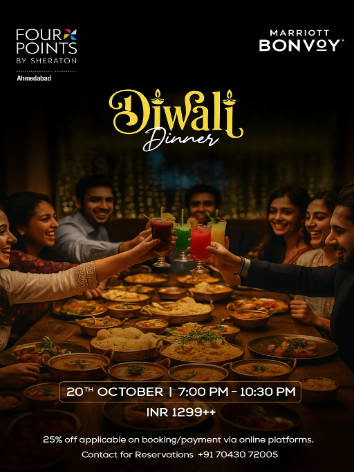 FOUR
POINTS
BY SHERATON
Ahmedabad
MARRIOTT
BONVOY
Diwali
Dinner
20TH OCTOBER | 7:00 PM - 10:30 PM
INR 1299++
25% off applicable on booking/payment via online platforms.
Contact for Reservations +91 70430 72005